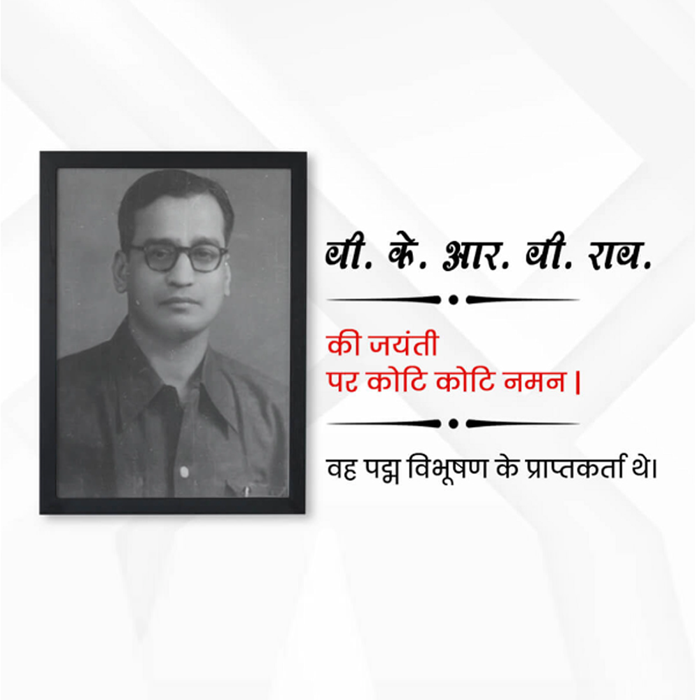 वी. के. आर. वी. राव.
की जयंती
पर कोटि कोटि नमन |
वह पद्म विभूषण के प्राप्तकर्ता थे।